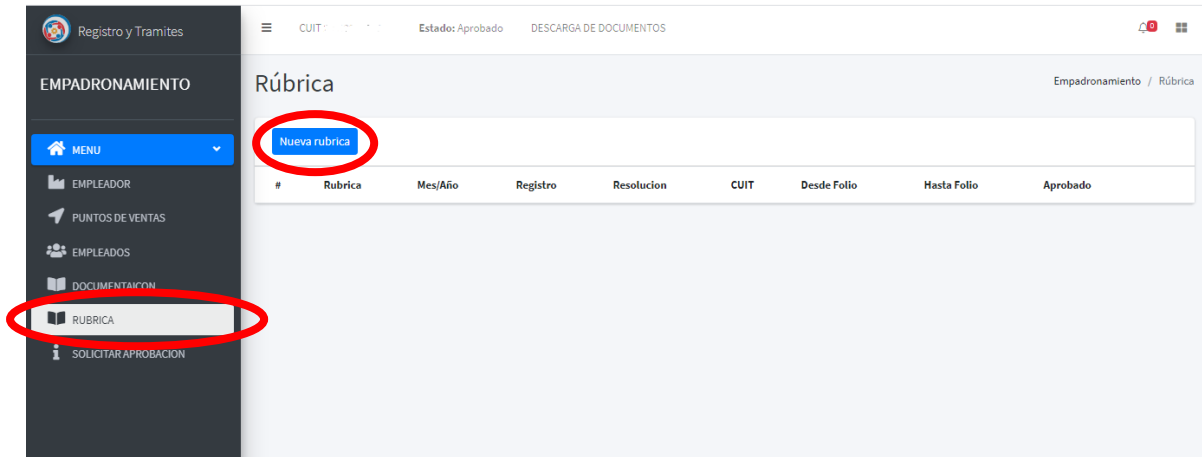 Registro y Tramites
CUIT Estado: Aprobado DESCARGA DE DOCUMENTOS
0
EMPADRONAMIENTO
Rúbrica
Empadronamiento / Rúbrica
Nueva rubrica
MENU
EMPLEADOR
PUNTOS DE VENTAS
EMPLEADOS
DOCUMENTAICON
RUBRICA
SOLICITAR APROBACION
# Rubrica Mes/Año Registro Resolucion CUIT Desde Folio Hasta Folio Aprobado